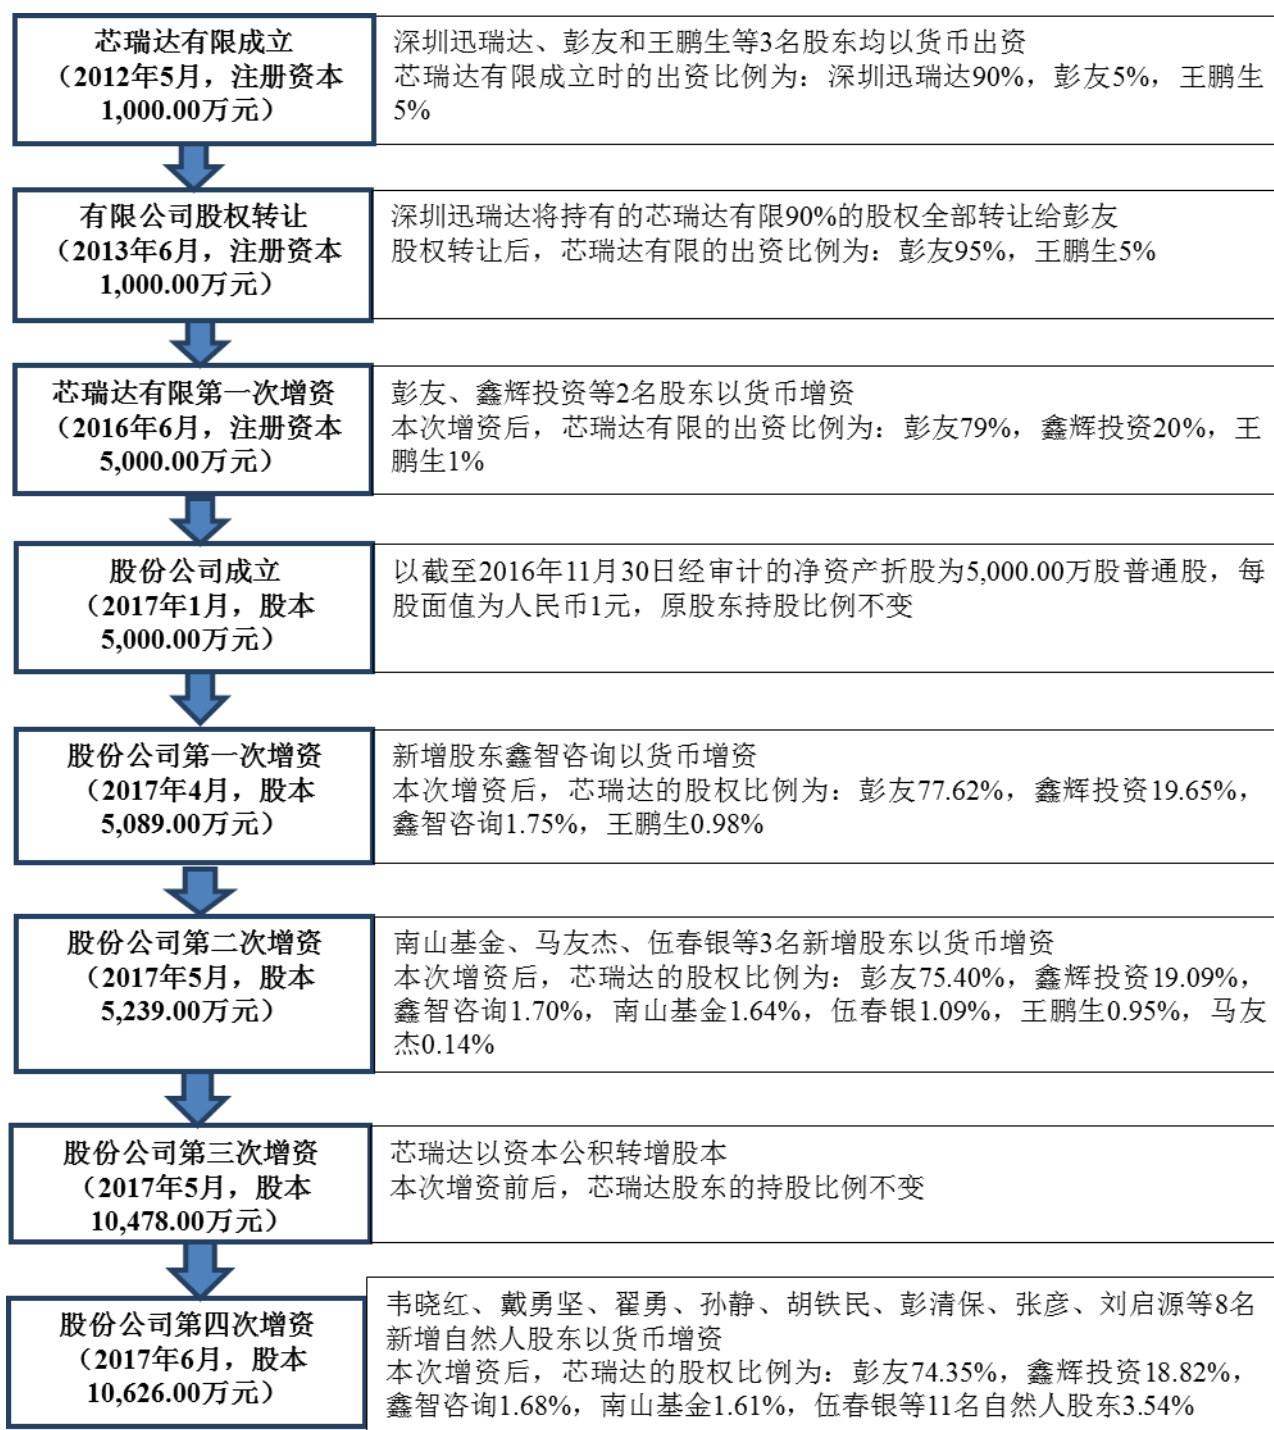 芯瑞达有限成立
（2012年5月，注册资本
1,000.00万元）
深圳迅瑞达、彭友和王鹏生等3名股东均以货币出资
芯瑞达有限成立时的出资比例为：深圳迅瑞达90%，彭友5%，王鹏生
5%
有限公司股权转让
（2013年6月，注册资本
1,000.00万元）
深圳迅瑞达将持有的芯瑞达有限90%的股权全部转让给彭友
股权转让后，芯瑞达有限的出资比例为：彭友95%，王鹏生5%
芯瑞达有限第一次增资
（2016年6月，注册资本
5,000.00万元）
彭友、鑫辉投资等2名股东以货币增资
本次增资后，芯瑞达有限的出资比例为：彭友79%，鑫辉投资20%，王
鹏生1%
股份公司成立
（2017年1月，股本
5,000.00万元）
以截至2016年11月30日经审计的净资产折股为5,000.00万股普通股，每
股面值为人民币1元，原股东持股比例不变
股份公司第一次增资
（2017年4月，股本
5,089.00万元）
新增股东鑫智咨询以货币增资
本次增资后，芯瑞达的股权比例为：彭友77.62%，鑫辉投资19.65%，
鑫智咨询1.75%，王鹏生0.98%
股份公司第二次增资
（2017年5月，股本
5,239.00万元）
南山基金、马友杰、伍春银等3名新增股东以货币增资
本次增资后，芯瑞达的股权比例为：彭友75.40%，鑫辉投资19.09%，
鑫智咨询1.70%，南山基金1.64%，伍春银1.09%，王鹏生0.95%，马友
杰0.14%
股份公司第三次增资
（2017年5月，股本
10,478.00万元）
芯瑞达以资本公积转增股本
本次增资前后，芯瑞达股东的持股比例不变
股份公司第四次增资
（2017年6月，股本
10,626.00万元）
韦晓红、戴勇坚、翟勇、孙静、胡铁民、彭清保、张彦、刘启源等8名
新增自然人股东以货币增资
本次增资后，芯瑞达的股权比例为：彭友74.35%，鑫辉投资18.82%，
鑫智咨询1.68%，南山基金1.61%，伍春银等11名自然人股东3.54%